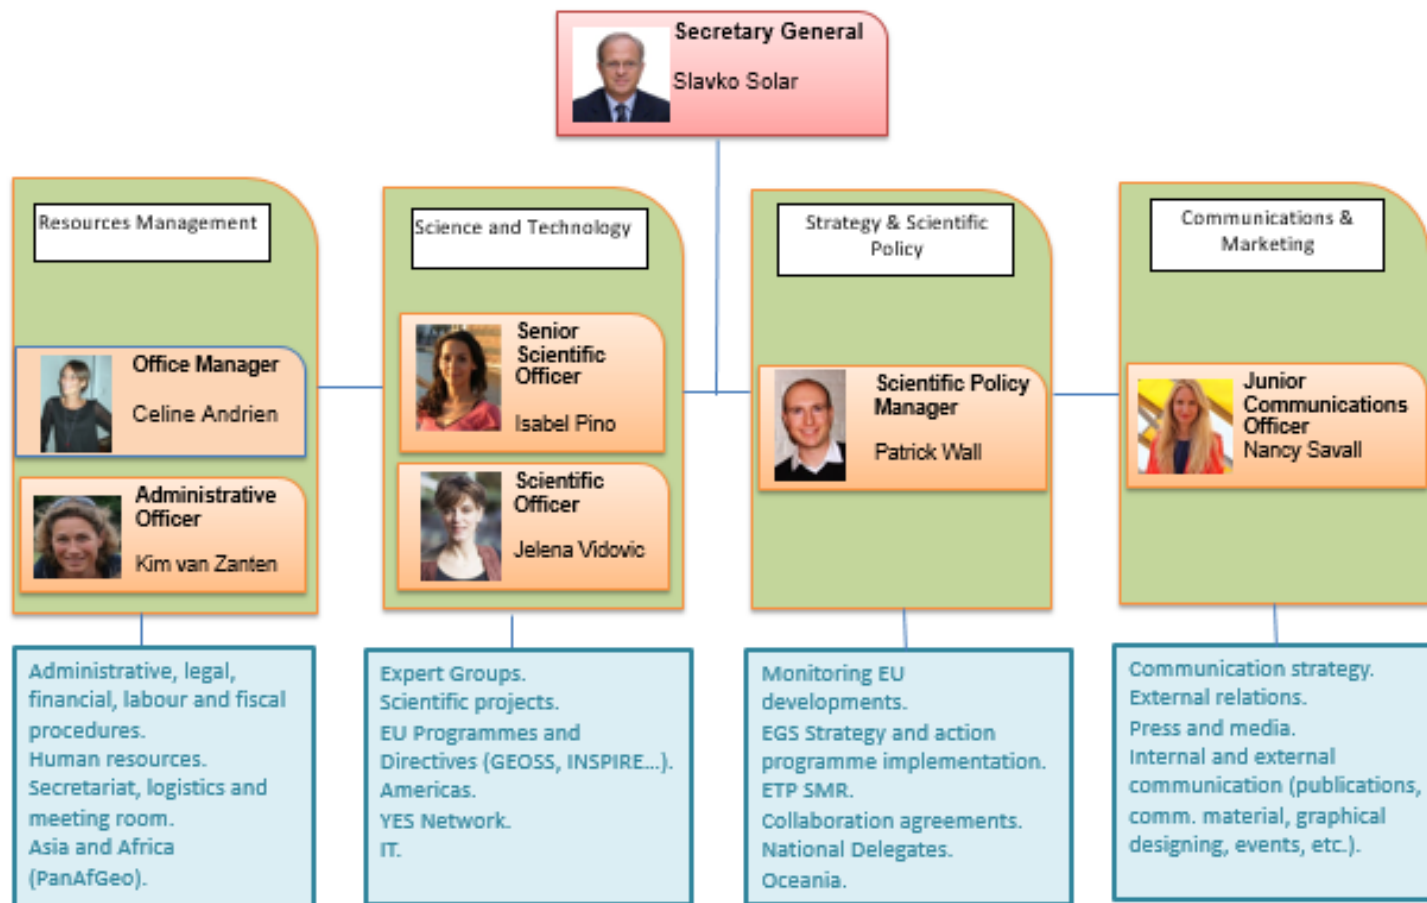 Secretary General
Slavko Solar
Resources Management
Office Manager
Celine Andrien
Administrative
Officer
Kim van Zanten
Administrative, legal,
financial, labour and fiscal
procedures.
Human resources.
Secretariat, logistics and
meeting room.
Asia and Africa
(PanAfGeo).
Science and Technology
Senior
Scientific
Officer
Isabel Pino
Scientific
Officer
Jelena Vidovic
Expert Groups.
Scientific projects.
EU Programmes and
Directives (GEOSS, INSPIRE...).
Americas.
YES Network.
IT.
Strategy & Scientific
Policy
Scientific Policy
Manager
Patrick Wall
Monitoring EU
developments.
EGS Strategy and action
programme implementation.
ETP SMR.
Collaboration agreements.
National Delegates.
Oceania.
Communications &
Marketing
Junior
Communications
Officer
Nancy Savall
Communication strategy.
External relations.
Press and media.
Internal and external
communication (publications,
comm. material, graphical
designing, events, etc.).